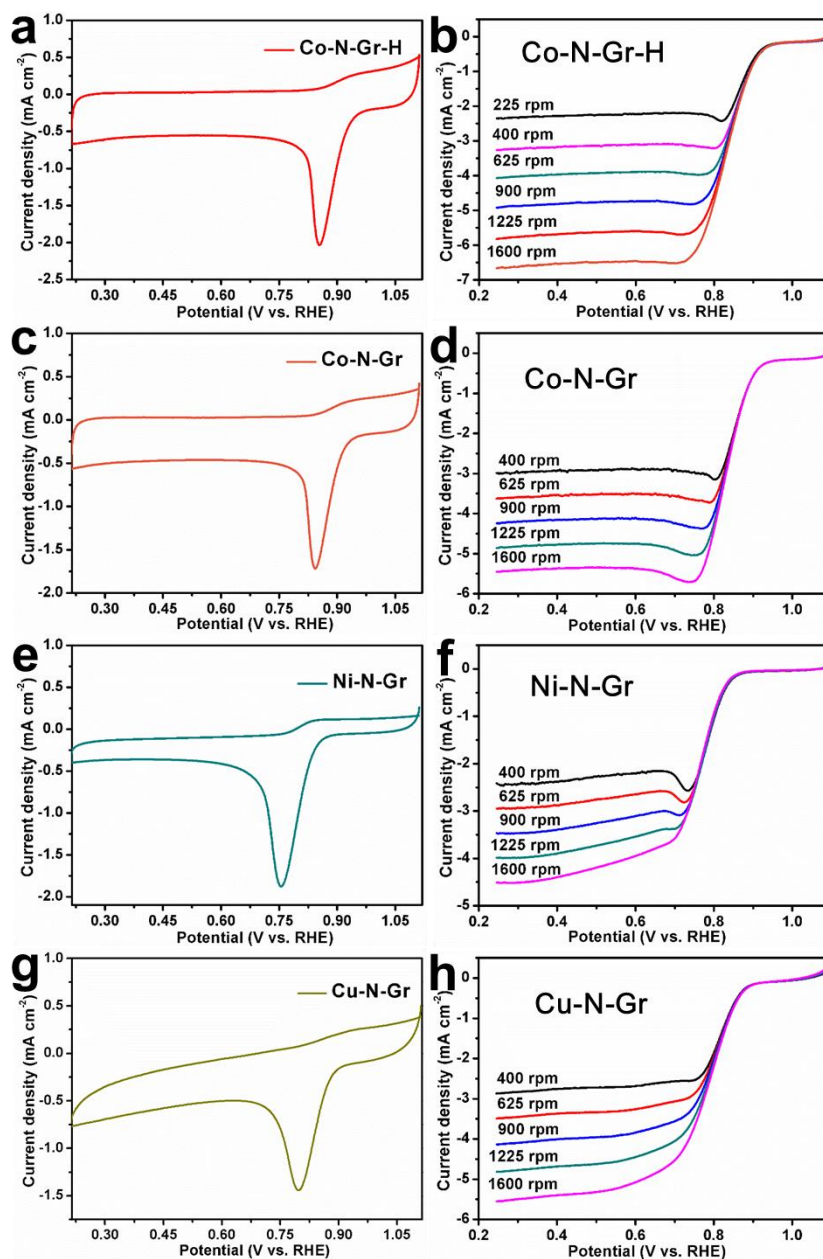 a
Co-N-Gr-H
Current density (mA cm⁻²)
1.0
0.5
0.0
-0.5
-1.0
-1.5
-2.0
-2.5
0.30 0.45 0.60 0.75 0.90 1.05
Potential (V vs. RHE)
b
Co-N-Gr-H
Current density (mA cm⁻²)
0
-1
-2
-3
-4
-5
-6
-7
225 rpm
400 rpm
625 rpm
900 rpm
1225 rpm
1600 rpm
0.2 0.4 0.6 0.8 1.0
Potential (V vs. RHE)
c
Co-N-Gr
Current density (mA cm⁻²)
1.0
0.5
0.0
-0.5
-1.0
-1.5
-2.0
0.30 0.45 0.60 0.75 0.90 1.05
Potential (V vs. RHE)
d
Co-N-Gr
Current density (mA cm⁻²)
0
-1
-2
-3
-4
-5
-6
400 rpm
625 rpm
900 rpm
1225 rpm
1600 rpm
0.2 0.4 0.6 0.8 1.0
Potential (V vs. RHE)
e
Ni-N-Gr
Current density (mA cm⁻²)
1.0
0.5
0.0
-0.5
-1.0
-1.5
-2.0
0.30 0.45 0.60 0.75 0.90 1.05
Potential (V vs. RHE)
f
Ni-N-Gr
Current density (mA cm⁻²)
0
-1
-2
-3
-4
-5
400 rpm
625 rpm
900 rpm
1225 rpm
1600 rpm
0.2 0.4 0.6 0.8 1.0
Potential (V vs. RHE)
g
Cu-N-Gr
Current density (mA cm⁻²)
1.0
0.5
0.0
-0.5
-1.0
-1.5
0.30 0.45 0.60 0.75 0.90 1.05
Potential (V vs. RHE)
h
Cu-N-Gr
Current density (mA cm⁻²)
0
-1
-2
-3
-4
-5
-6
400 rpm
625 rpm
900 rpm
1225 rpm
1600 rpm
0.2 0.4 0.6 0.8 1.0
Potential (V vs. RHE)